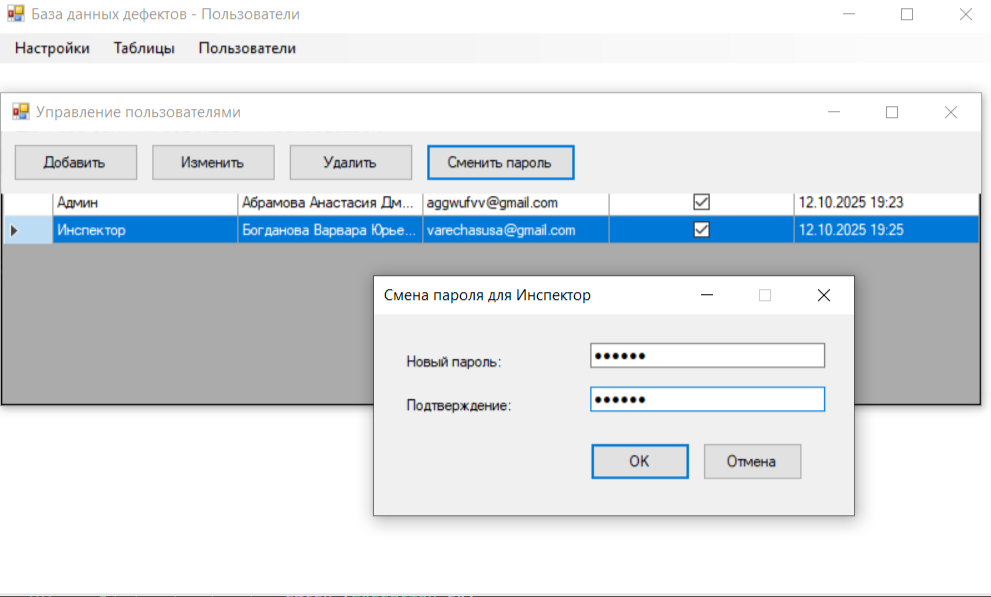 База данных дефектов - Пользователи
Настройки Таблицы Пользователи
Управление пользователями
Добавить Изменить Удалить Сменить пароль
Админ Абрамова Анастасия Дм... aggwufvv@gmail.com 12.10.2025 19:23
Инспектор Богданова Варвара Юрье... varechasusa@gmail.com 12.10.2025 19:25
Смена пароля для Инспектор
Новый пароль: ••••••
Подтверждение: ••••••
OK Отмена